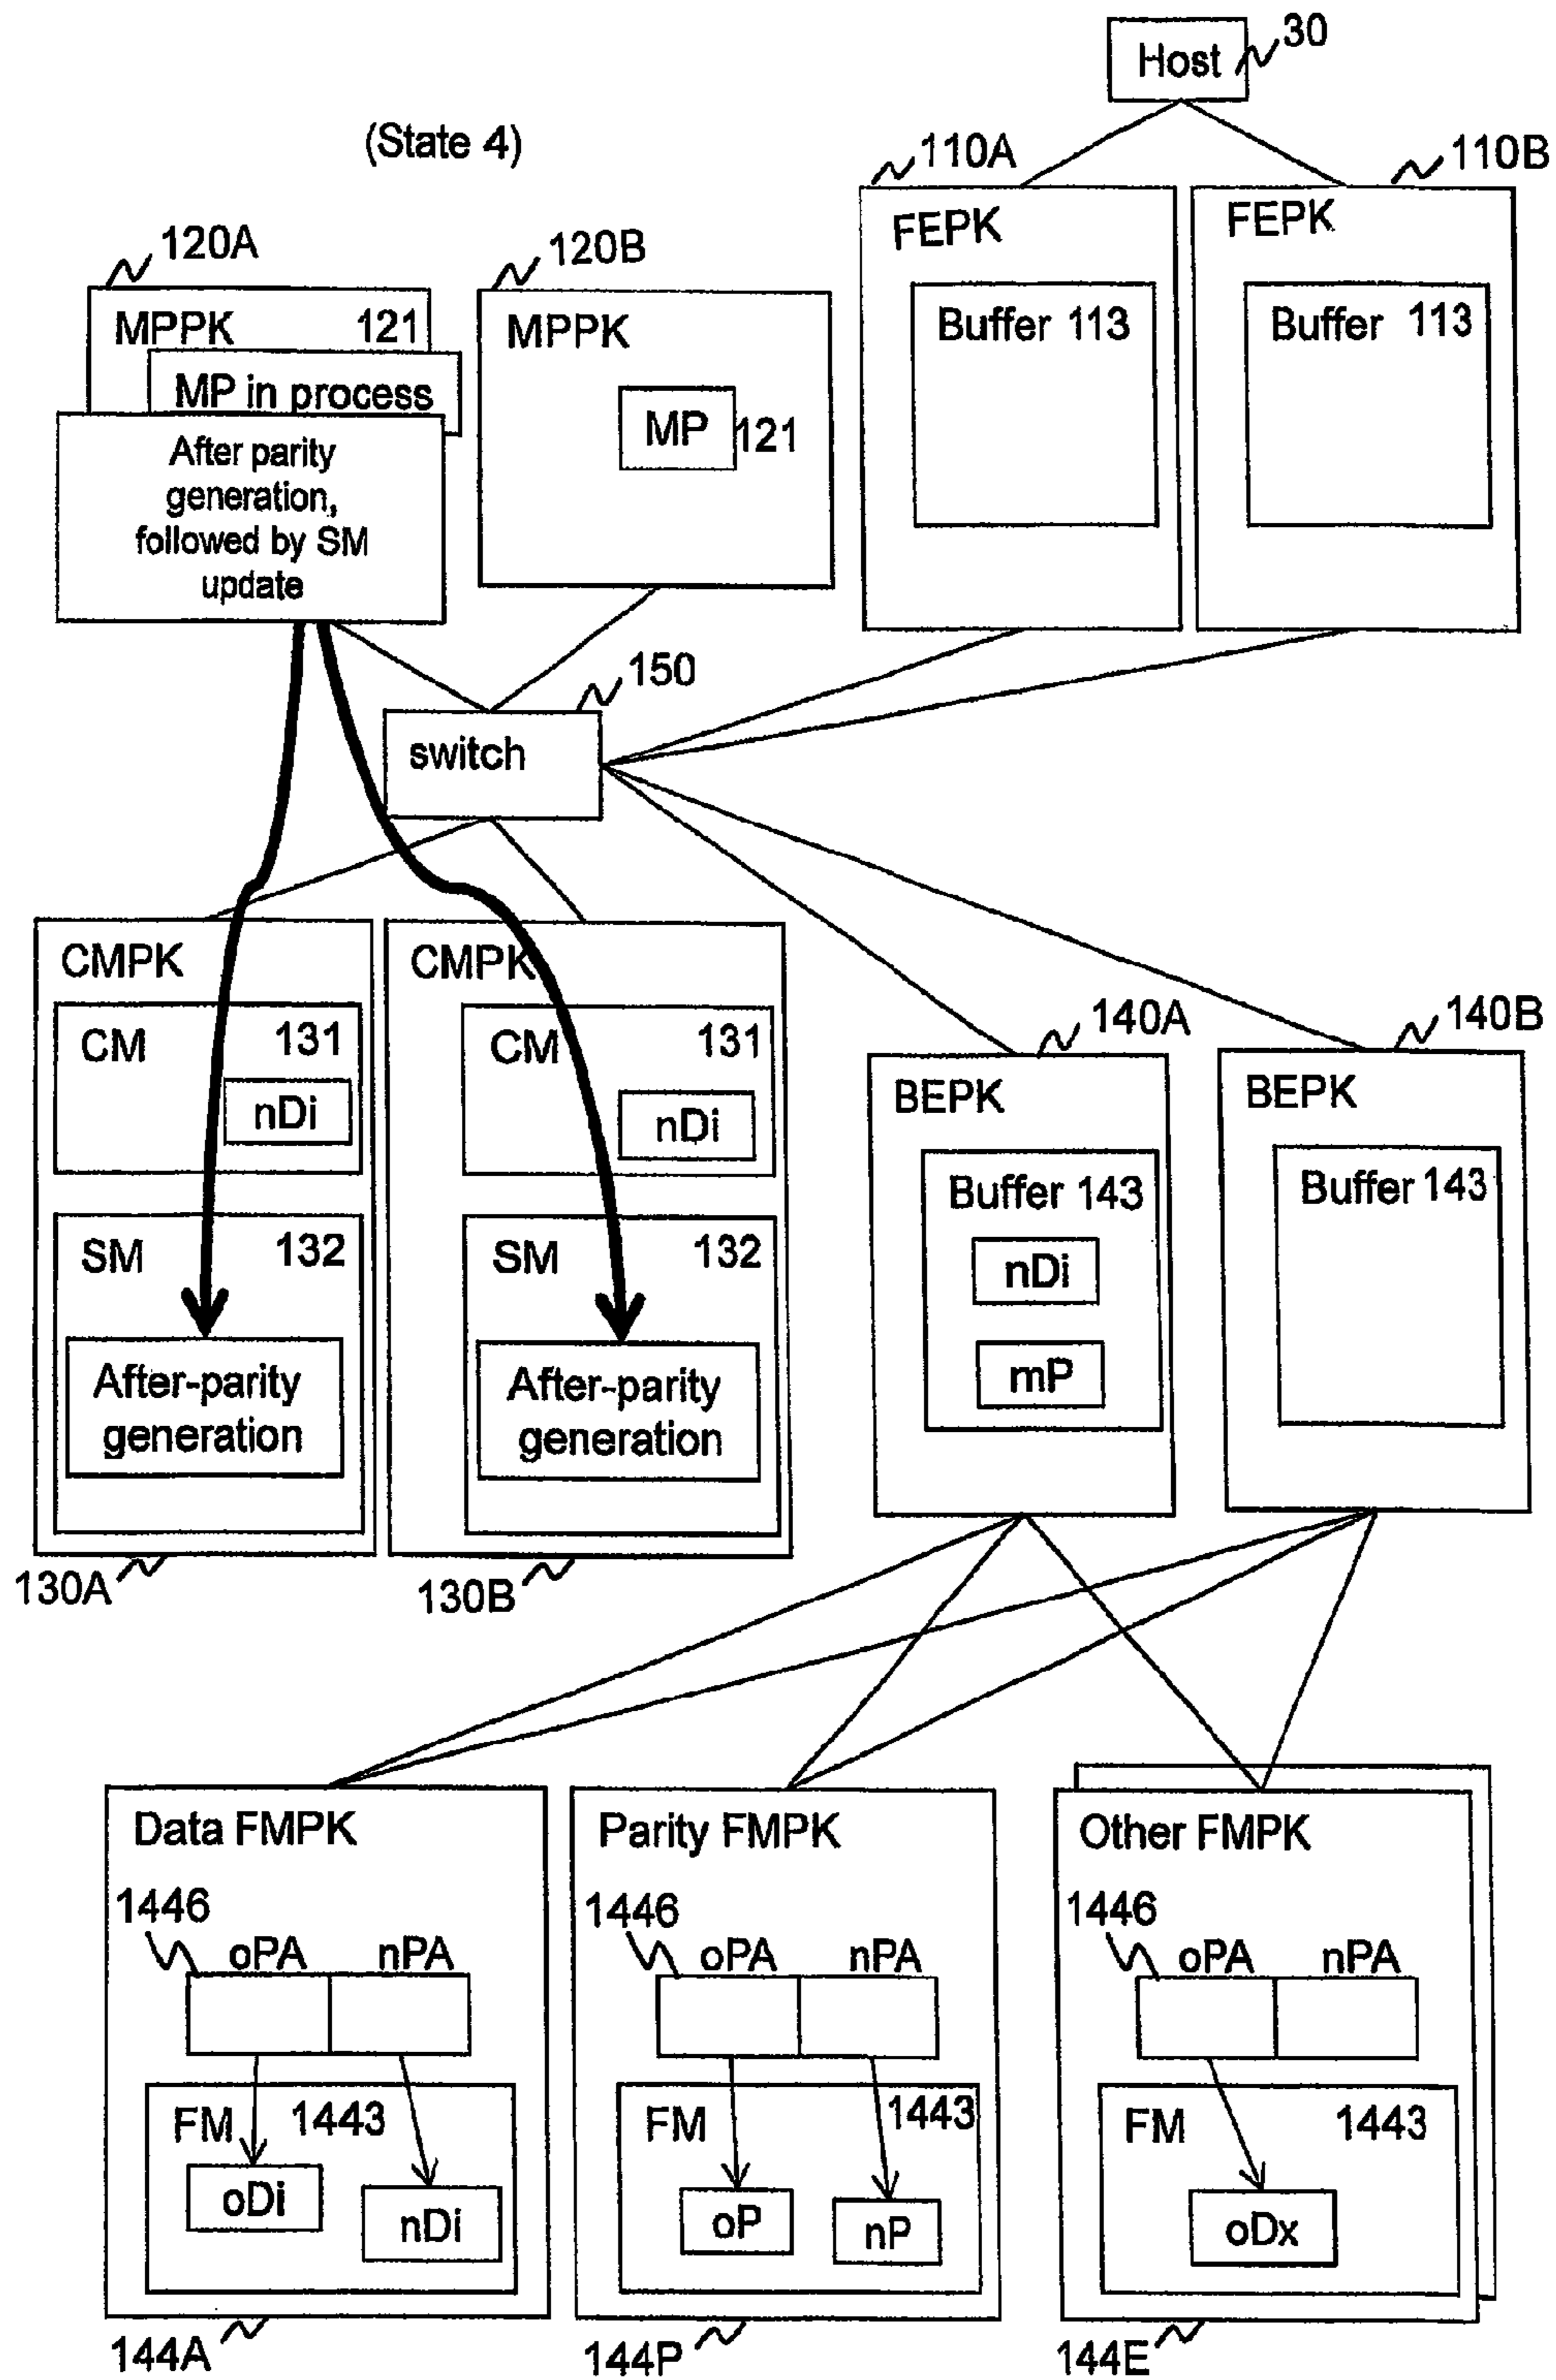 Host
30
(State 4)
110A
110B
FEPK
Buffer 113
FEPK
Buffer 113
120A
MPPK
121
MP in process
After parity
generation,
followed by SM
update
120B
MPPK
MP
121
150
switch
CMPK
CM
131
nDi
SM
132
After-parity
generation
130A
CMPK
CM
131
nDi
SM
132
After-parity
generation
130B
140A
BEPK
Buffer 143
nDi
mP
140B
BEPK
Buffer 143
Data FMPK
1446
oPA
nPA
FM
1443
oDi
nDi
144A
Parity FMPK
1446
oPA
nPA
FM
1443
oP
nP
144P
Other FMPK
1446
oPA
nPA
FM
1443
oDx
144E